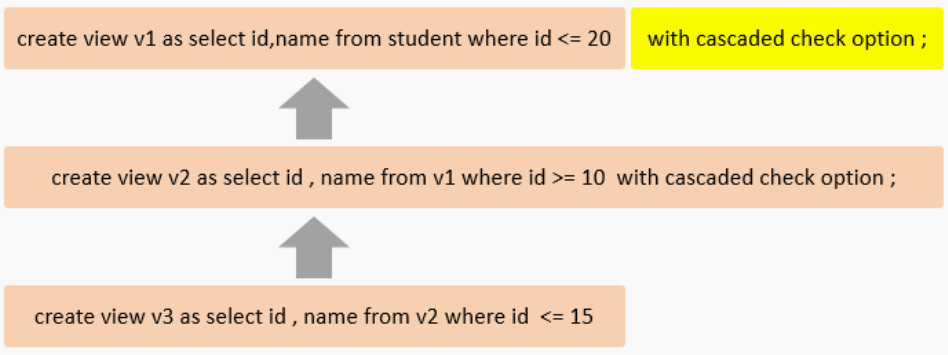 create view v1 as select id,name from student where id <= 20 with cascaded check option ;
create view v2 as select id , name from v1 where id >= 10 with cascaded check option ;
create view v3 as select id , name from v2 where id <= 15